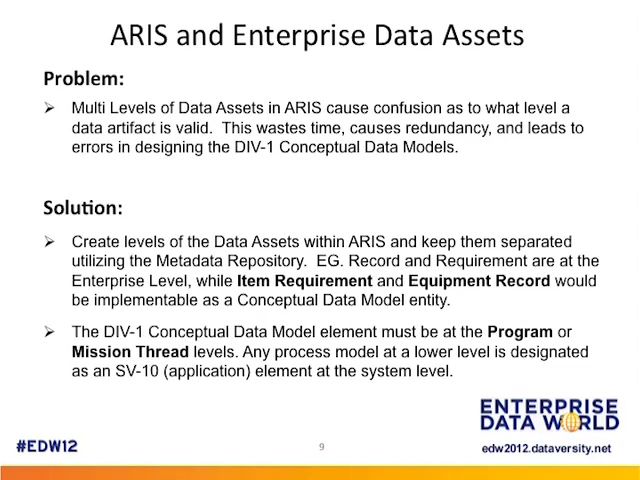 ARIS and Enterprise Data Assets
Problem:
➢ Multi Levels of Data Assets in ARIS cause confusion as to what level a
data artifact is valid. This wastes time, causes redundancy, and leads to
errors in designing the DIV-1 Conceptual Data Models.
Solution:
➢ Create levels of the Data Assets within ARIS and keep them separated
utilizing the Metadata Repository. EG. Record and Requirement are at the
Enterprise Level, while Item Requirement and Equipment Record would
be implementable as a Conceptual Data Model entity.
➢ The DIV-1 Conceptual Data Model element must be at the Program or
Mission Thread levels. Any process model at a lower level is designated
as an SV-10 (application) element at the system level.
ENTERPRISE
DATA WORLD
#EDW12
9
edw2012.dataversity.net